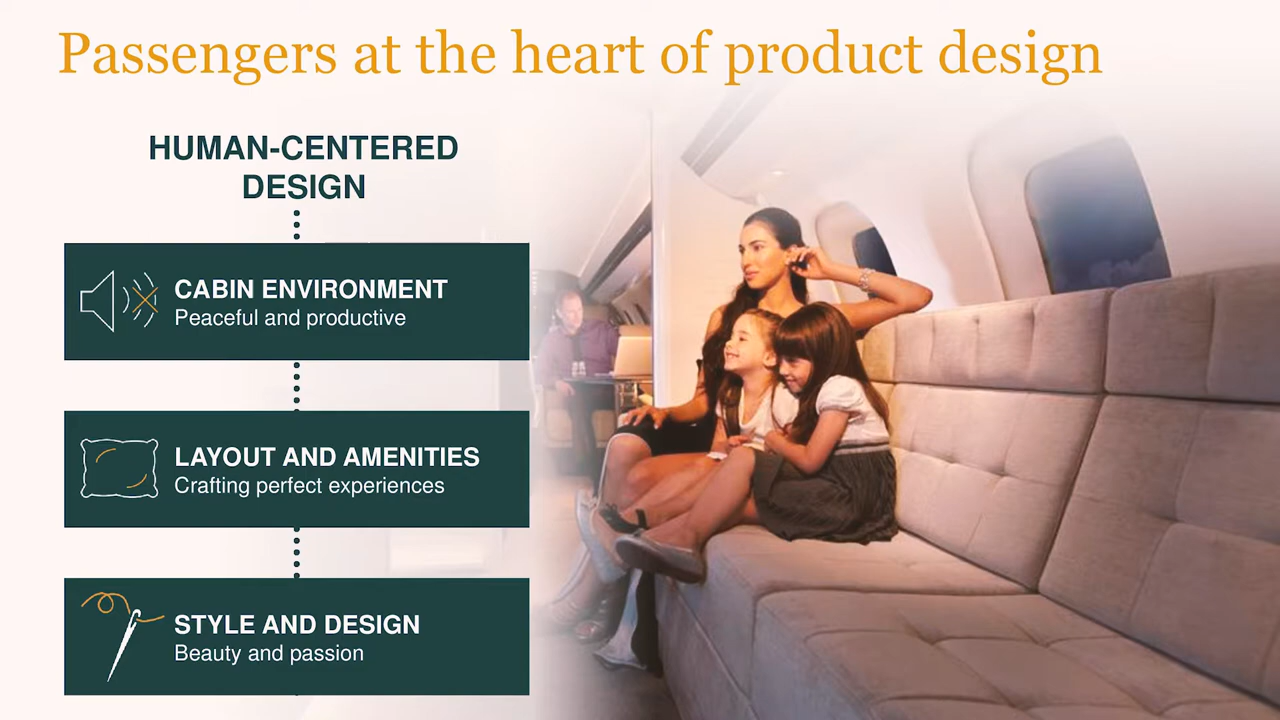 Passengers at the heart of product design
HUMAN-CENTERED
DESIGN
CABIN ENVIRONMENT
Peaceful and productive
LAYOUT AND AMENITIES
Crafting perfect experiences
STYLE AND DESIGN
Beauty and passion